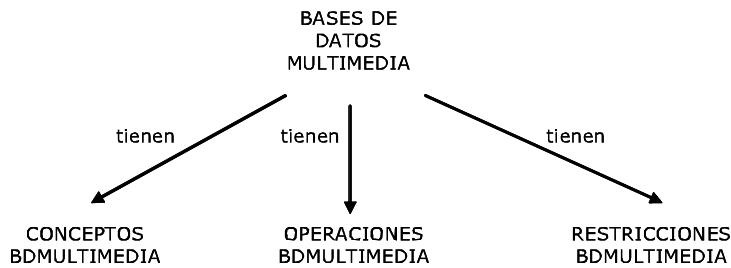 BASES DE
DATOS
MULTIMEDIA
tienen
tienen
tienen
CONCEPTOS
BDMULTIMEDIA
OPERACIONES
BDMULTIMEDIA
RESTRICCIONES
BDMULTIMEDIA